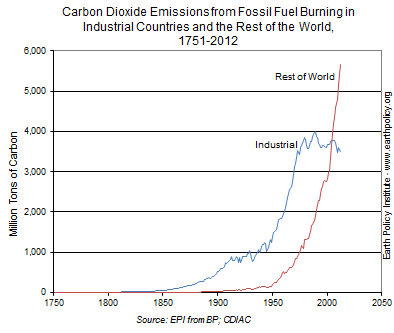 Carbon Dioxide Emissions from Fossil Fuel Burning in
Industrial Countries and the Rest of the World,
1751-2012
Million Tons of Carbon
6,000
5,000
4,000
3,000
2,000
1,000
0
Rest of World
Industrial
1750
1800
1850
1900
1950
2000
2050
Earth Policy Institute - www.earthpolicy.org
Source: EPI from BP; CDIAC